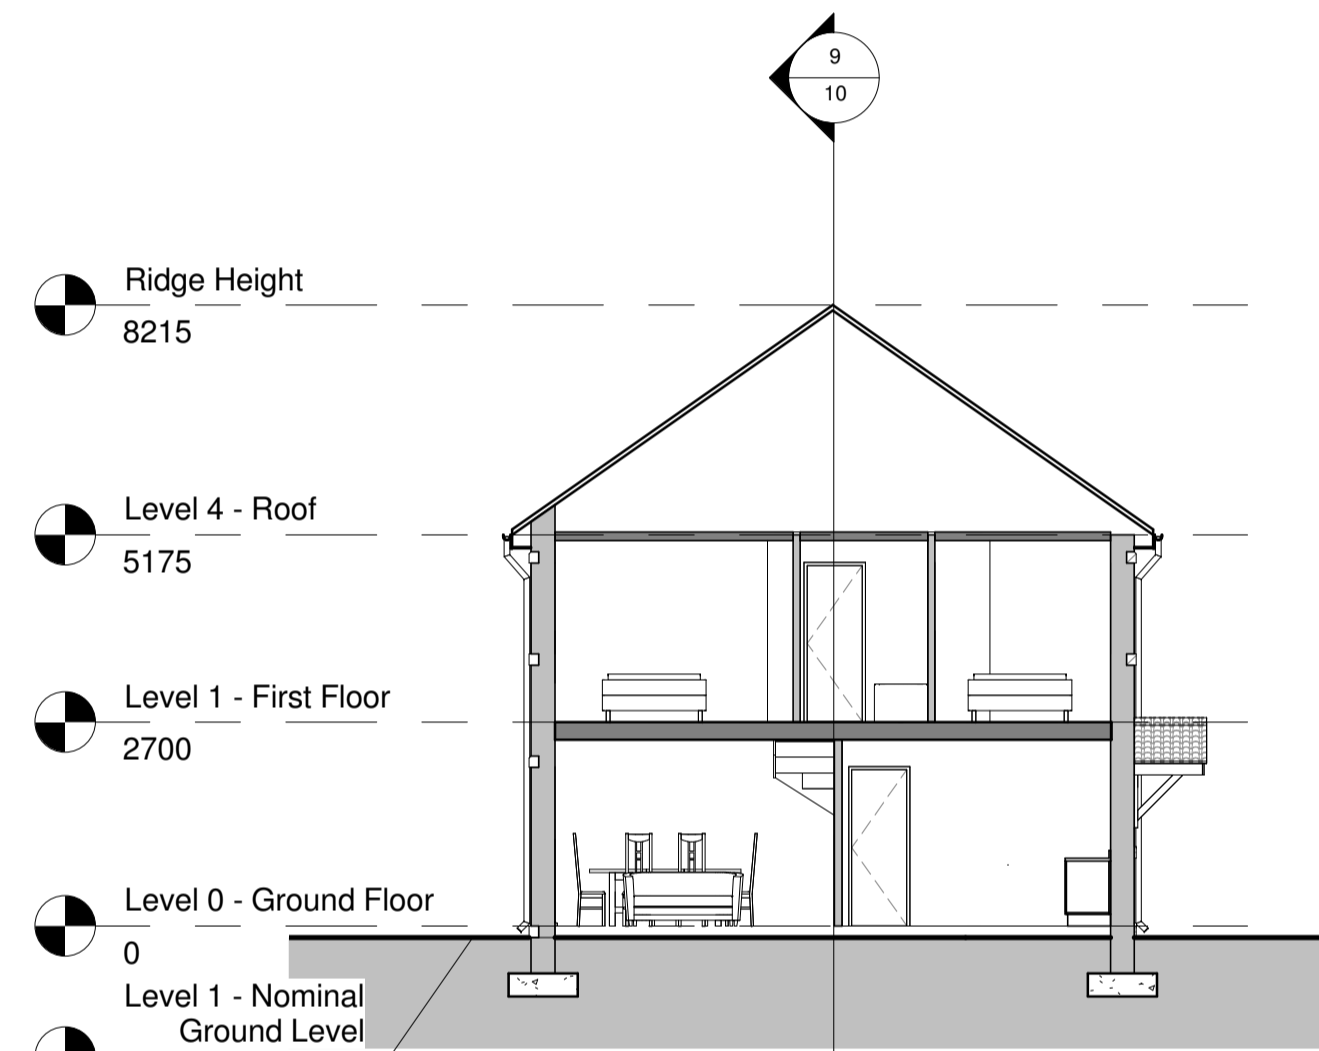 9
10
Ridge Height
8215
Level 4 - Roof
5175
Level 1 - First Floor
2700
Level 0 - Ground Floor
0
Level 1 - Nominal
Ground Level